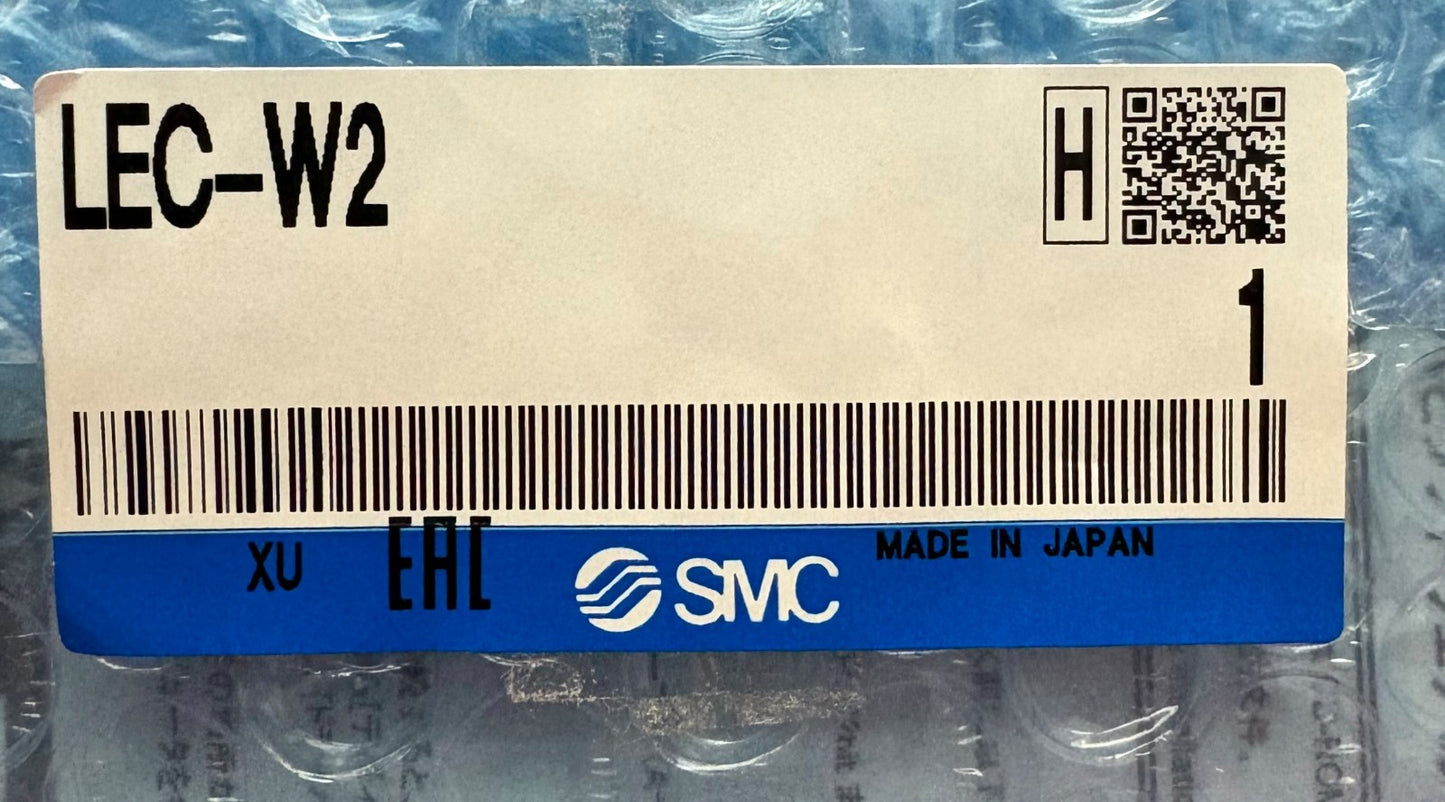 LEC-W2
H
1
XU
EAC
SMC
MADE IN JAPAN